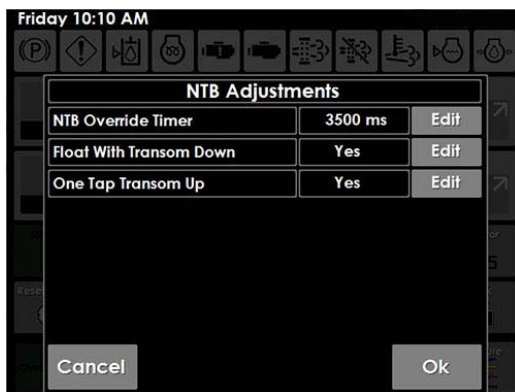 Friday 10:10 AM
NTB Adjustments
NTB Override Timer 3500 ms Edit
Float With Transom Down Yes Edit
One Tap Transom Up Yes Edit
Cancel Ok